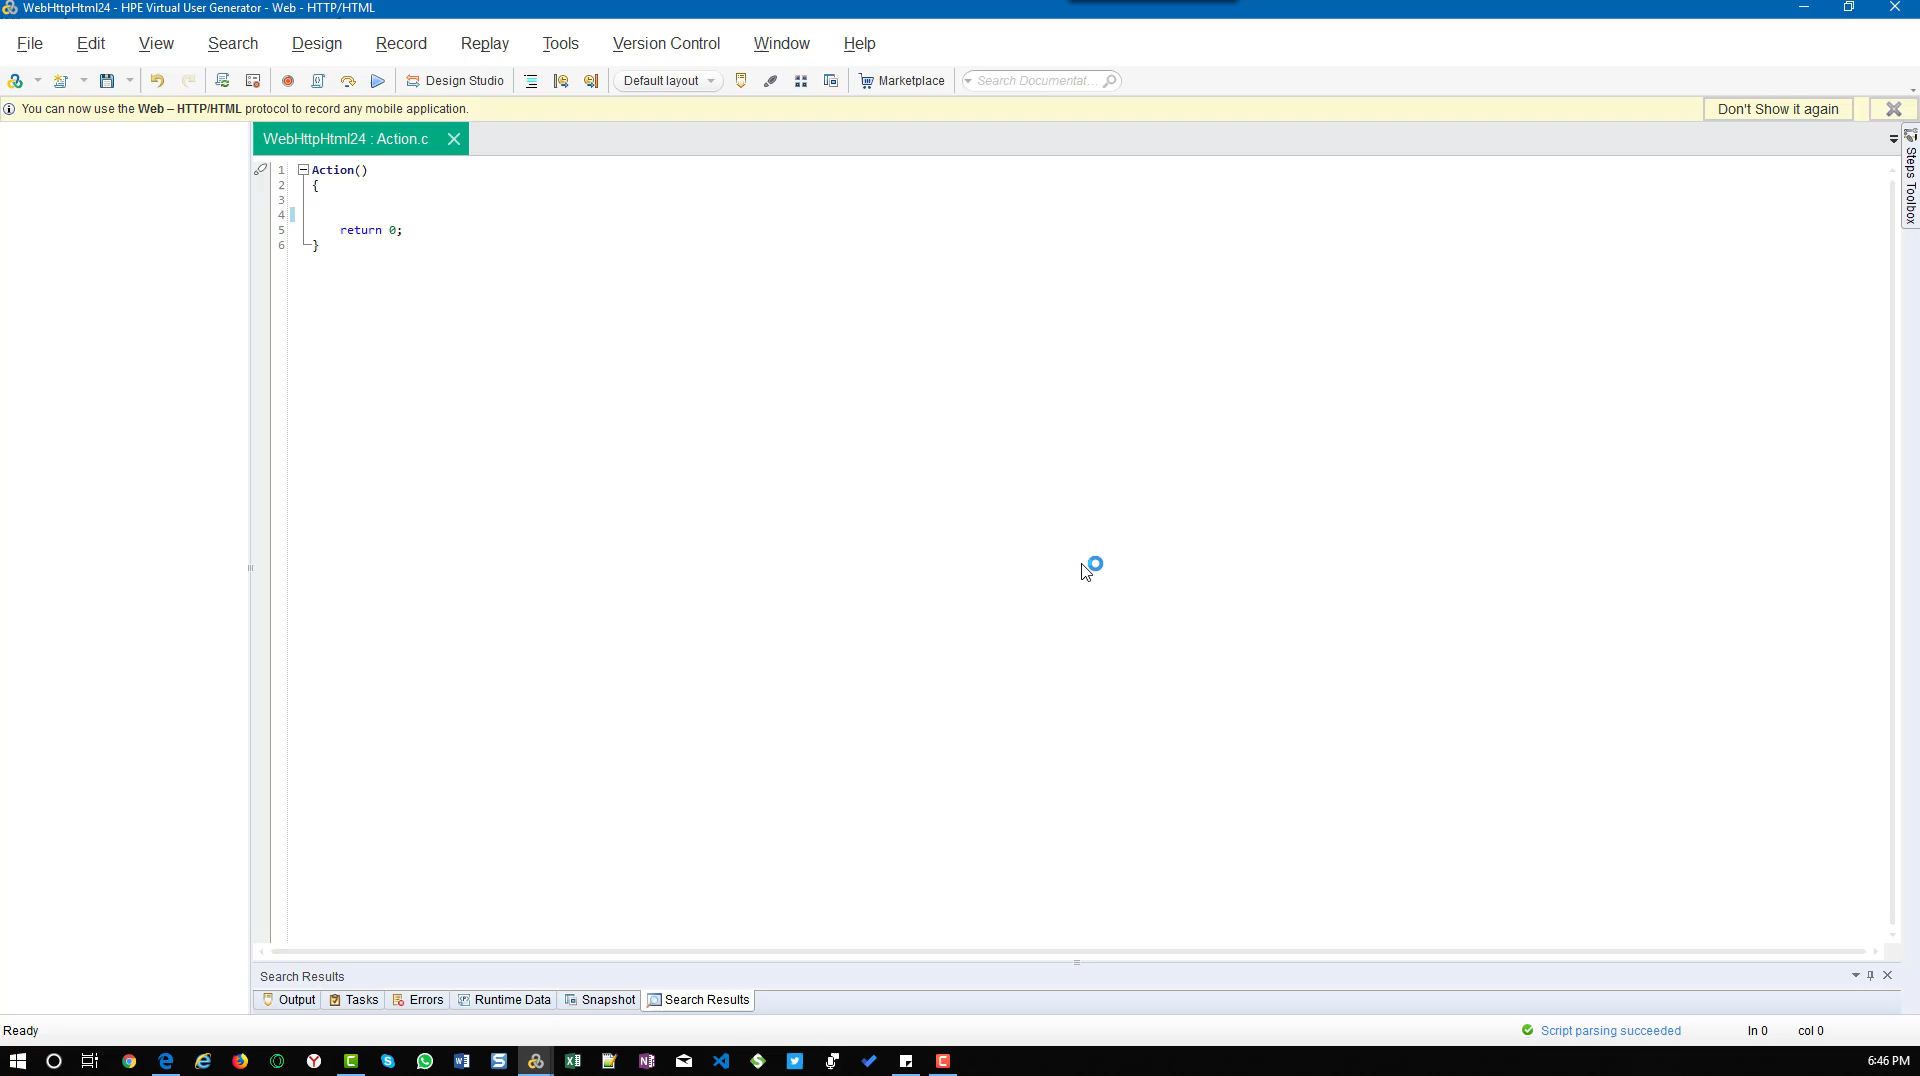 WebHttpHtml24 - HPE Virtual User Generator - Web - HTTP/HTML
File Edit View Search Design Record Replay Tools Version Control Window Help
Design Studio Default layout Marketplace Search Documentat...
You can now use the Web – HTTP/HTML protocol to record any mobile application. Don't Show it again
WebHttpHtml24 : Action.c
Steps Toolbox
1 Action()
2 {
3
4
5 return 0;
6 }
Search Results
Output Tasks Errors Runtime Data Snapshot Search Results
Ready Script parsing succeeded ln 0 col 0
6:46 PM